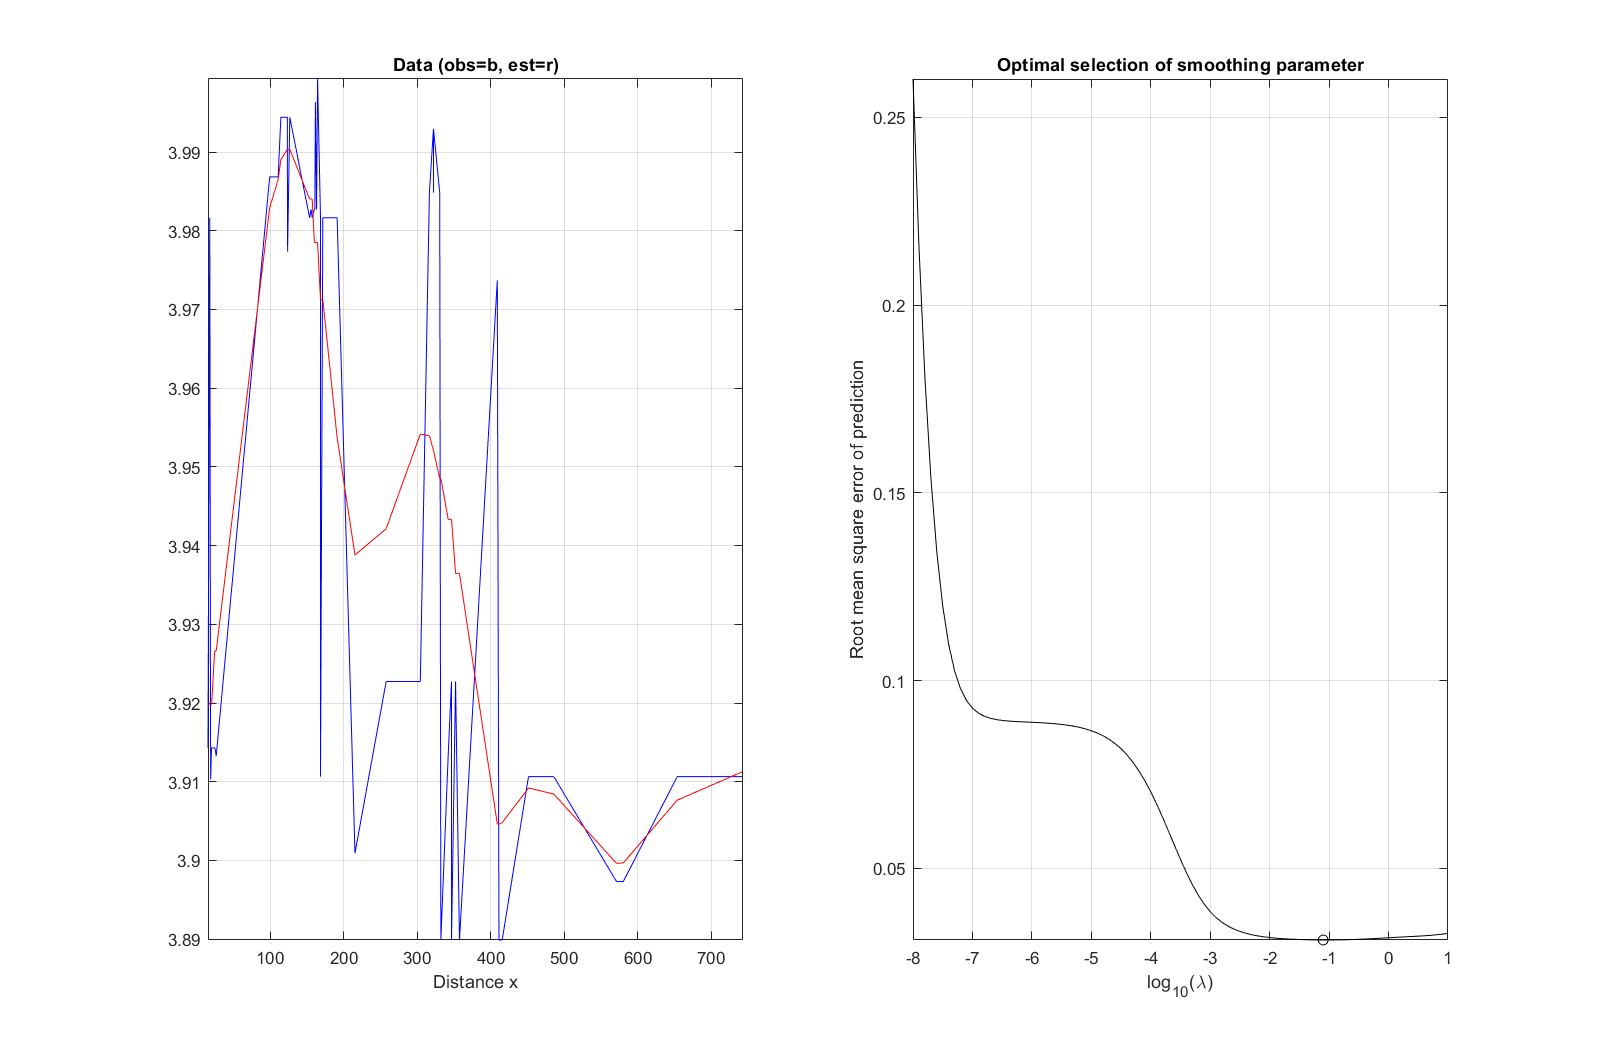 Data (obs=b, est=r)
3.99
3.98
3.97
3.96
3.95
3.94
3.93
3.92
3.91
3.9
3.89
100 200 300 400 500 600 700
Distance x
Optimal selection of smoothing parameter
Root mean square error of prediction
0.25
0.2
0.15
0.1
0.05
-8 -7 -6 -5 -4 -3 -2 -1 0 1
log10(λ)